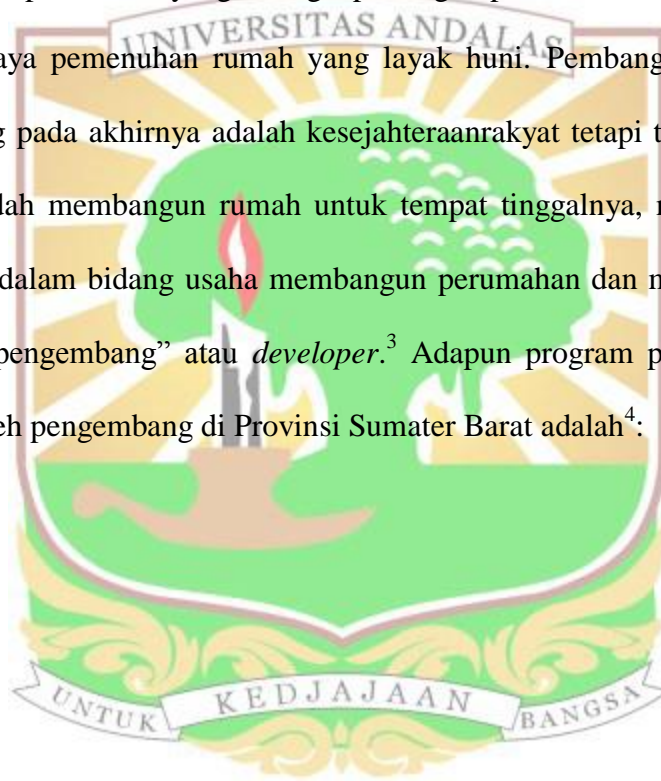 UNIVERSITAS ANDALAS
aya pemenuhan rumah yang layak huni. Pembang
g pada akhirnya adalah kesejahteraanrakyat tetapi t
dah membangun rumah untuk tempat tinggalnya, 
dalam bidang usaha membangun perumahan dan
pengembang” atau developer.³ Adapun program p
eh pengembang di Provinsi Sumater Barat adalah⁴:
UNTUK KEDJAJAAN BANGSA